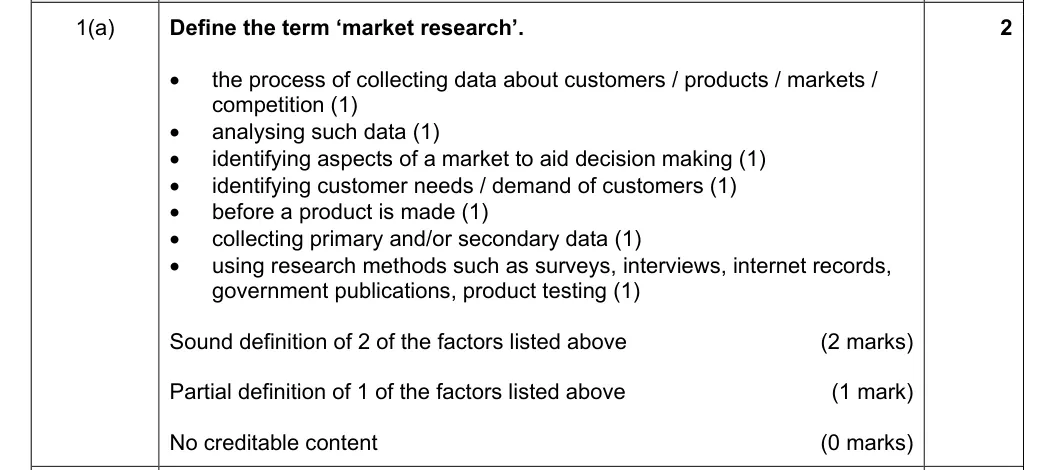 1(a) Define the term ‘market research’. 2
• the process of collecting data about customers / products / markets /
competition (1)
• analysing such data (1)
• identifying aspects of a market to aid decision making (1)
• identifying customer needs / demand of customers (1)
• before a product is made (1)
• collecting primary and/or secondary data (1)
• using research methods such as surveys, interviews, internet records,
government publications, product testing (1)
Sound definition of 2 of the factors listed above (2 marks)
Partial definition of 1 of the factors listed above (1 mark)
No creditable content (0 marks)